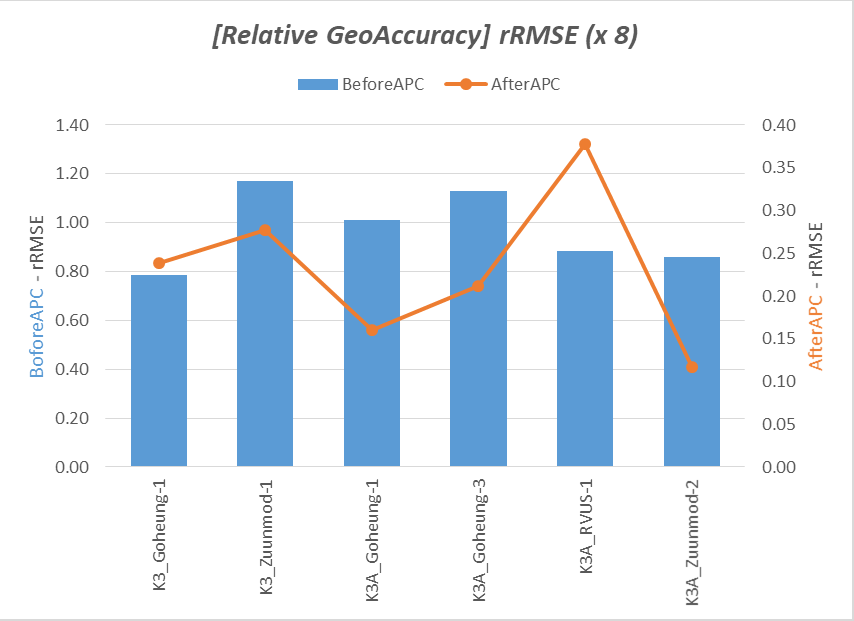 [Relative GeoAccuracy] rRMSE (x 8)
BeforeAPC
AfterAPC
1.40
1.20
1.00
0.80
0.60
0.40
0.20
0.00
BoforeAPC - rRMSE
0.40
0.35
0.30
0.25
0.20
0.15
0.10
0.05
0.00
AfterAPC - rRMSE
K3_Goheung-1
K3_Zuunmod-1
K3A_Goheung-1
K3A_Goheung-3
K3A_RVUS-1
K3A_Zuunmod-2